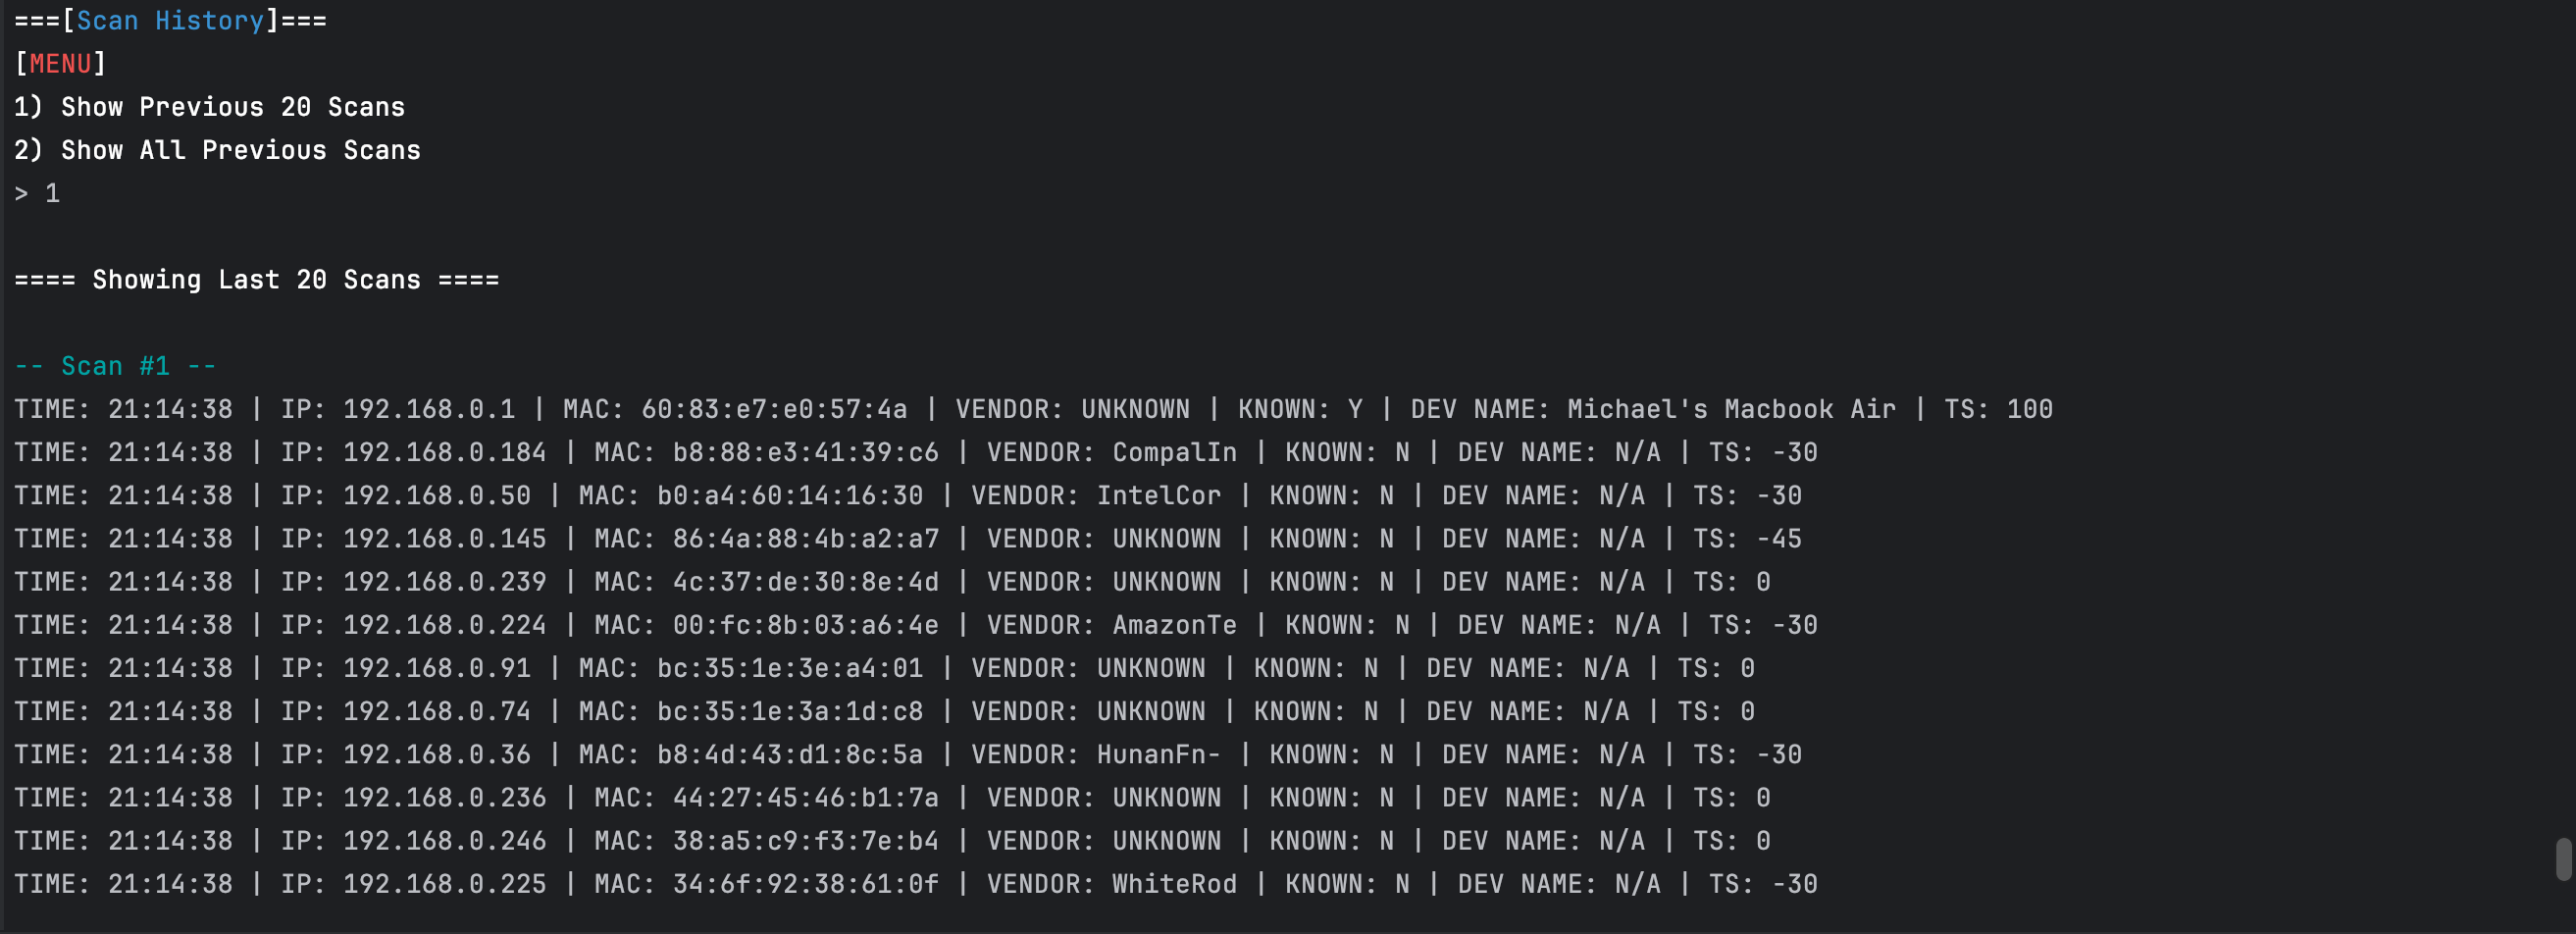 ===[Scan History]===
[MENU]
1) Show Previous 20 Scans
2) Show All Previous Scans
> 1
==== Showing Last 20 Scans ====
-- Scan #1 --
TIME: 21:14:38 | IP: 192.168.0.1 | MAC: 60:83:e7:e0:57:4a | VENDOR: UNKNOWN | KNOWN: Y | DEV NAME: Michael's Macbook Air | TS: 100
TIME: 21:14:38 | IP: 192.168.0.184 | MAC: b8:88:e3:41:39:c6 | VENDOR: CompalIn | KNOWN: N | DEV NAME: N/A | TS: -30
TIME: 21:14:38 | IP: 192.168.0.50 | MAC: b0:a4:60:14:16:30 | VENDOR: IntelCor | KNOWN: N | DEV NAME: N/A | TS: -30
TIME: 21:14:38 | IP: 192.168.0.145 | MAC: 86:4a:88:4b:a2:a7 | VENDOR: UNKNOWN | KNOWN: N | DEV NAME: N/A | TS: -45
TIME: 21:14:38 | IP: 192.168.0.239 | MAC: 4c:37:de:30:8e:4d | VENDOR: UNKNOWN | KNOWN: N | DEV NAME: N/A | TS: 0
TIME: 21:14:38 | IP: 192.168.0.224 | MAC: 00:fc:8b:03:a6:4e | VENDOR: AmazonTe | KNOWN: N | DEV NAME: N/A | TS: -30
TIME: 21:14:38 | IP: 192.168.0.91 | MAC: bc:35:1e:3e:a4:01 | VENDOR: UNKNOWN | KNOWN: N | DEV NAME: N/A | TS: 0
TIME: 21:14:38 | IP: 192.168.0.74 | MAC: bc:35:1e:3a:1d:c8 | VENDOR: UNKNOWN | KNOWN: N | DEV NAME: N/A | TS: 0
TIME: 21:14:38 | IP: 192.168.0.36 | MAC: b8:4d:43:d1:8c:5a | VENDOR: HunanFn- | KNOWN: N | DEV NAME: N/A | TS: -30
TIME: 21:14:38 | IP: 192.168.0.236 | MAC: 44:27:45:46:b1:7a | VENDOR: UNKNOWN | KNOWN: N | DEV NAME: N/A | TS: 0
TIME: 21:14:38 | IP: 192.168.0.246 | MAC: 38:a5:c9:f3:7e:b4 | VENDOR: UNKNOWN | KNOWN: N | DEV NAME: N/A | TS: 0
TIME: 21:14:38 | IP: 192.168.0.225 | MAC: 34:6f:92:38:61:0f | VENDOR: WhiteRod | KNOWN: N | DEV NAME: N/A | TS: -30